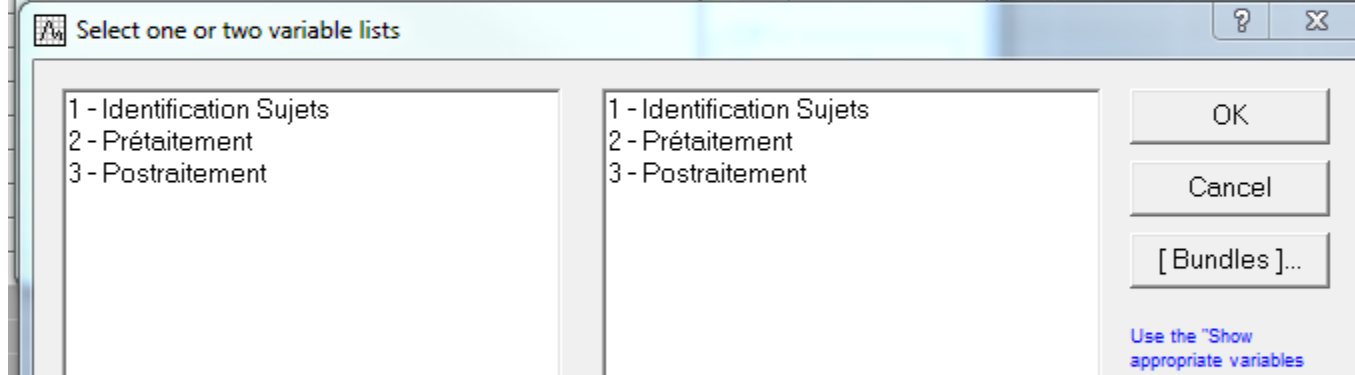 Select one or two variable lists
1 - Identification Sujets
2 - Prétaitement
3 - Postraitement
1 - Identification Sujets
2 - Prétaitement
3 - Postraitement
OK
Cancel
[ Bundles ]...
Use the "Show
appropriate variables